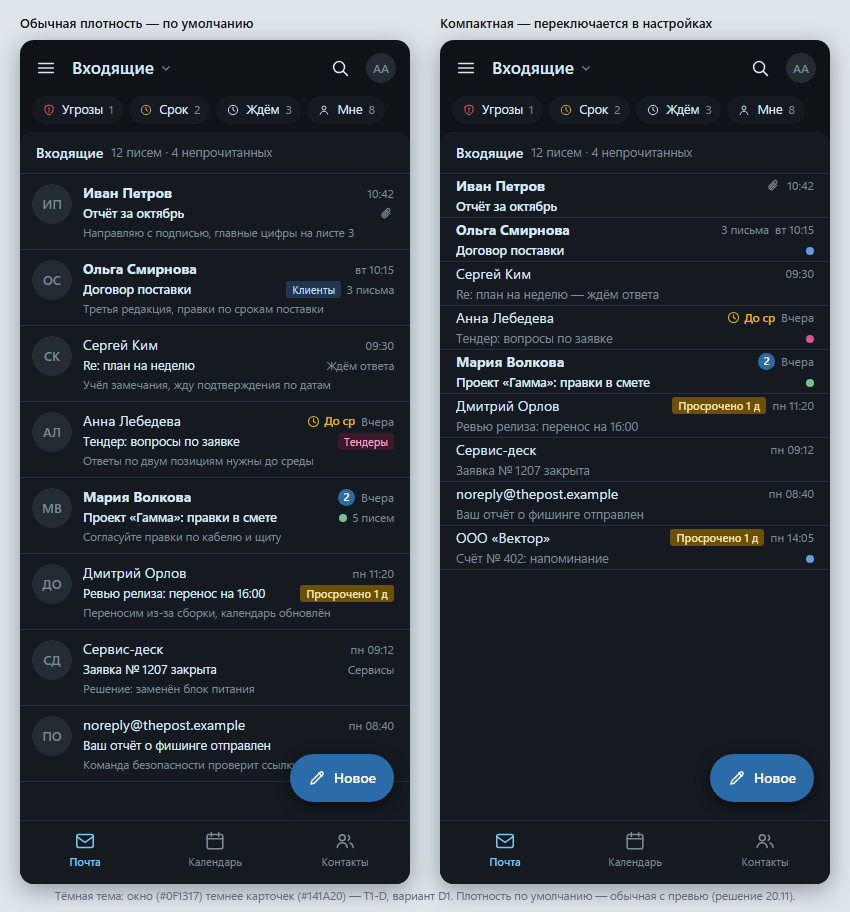 Обычная плотность — по умолчанию
Входящие
АА
Угрозы 1
Срок 2
Ждём 3
Мне 8
Входящие 12 писем · 4 непрочитанных
ИП
Иван Петров 10:42
Отчёт за октябрь
Направляю с подписью, главные цифры на листе 3
ОС
Ольга Смирнова вт 10:15
Договор поставки Клиенты 3 письма
Третья редакция, правки по срокам поставки
СК
Сергей Ким 09:30
Re: план на неделю Ждём ответа
Учёл замечания, жду подтверждения по датам
АЛ
Анна Лебедева До ср Вчера
Тендер: вопросы по заявке Тендеры
Ответы по двум позициям нужны до среды
МВ
Мария Волкова 2 Вчера
Проект «Гамма»: правки в смете 5 писем
Согласуйте правки по кабелю и щиту
ДО
Дмитрий Орлов пн 11:20
Ревью релиза: перенос на 16:00 Просрочено 1 д
Переносим из-за сборки, календарь обновлён
СД
Сервис-деск пн 09:12
Заявка № 1207 закрыта Сервисы
Решение: заменён блок питания
ПО
noreply@thepost.example пн 08:40
Ваш отчёт о фишинге отправлен
Команда безопасности проверит
Новое
Почта
Календарь
Контакты
Компактная — переключается в настройках
Входящие
АА
Угрозы 1
Срок 2
Ждём 3
Мне 8
Входящие 12 писем · 4 непрочитанных
Иван Петров 10:42
Отчёт за октябрь
Ольга Смирнова 3 письма вт 10:15
Договор поставки
Сергей Ким 09:30
Re: план на неделю — ждём ответа
Анна Лебедева До ср Вчера
Тендер: вопросы по заявке
Мария Волкова 2 Вчера
Проект «Гамма»: правки в смете
Дмитрий Орлов Просрочено 1 д пн 11:20
Ревью релиза: перенос на 16:00
Сервис-деск пн 09:12
Заявка № 1207 закрыта
noreply@thepost.example пн 08:40
Ваш отчёт о фишинге отправлен
ООО «Вектор» Просрочено 1 д пн 14:05
Счёт № 402: напоминание
Новое
Почта
Календарь
Контакты
Тёмная тема: окно (#0F1317) темнее карточек (#141A20) — T1-D, вариант D1. Плотность по умолчанию — обычная с превью (решение 20.11).